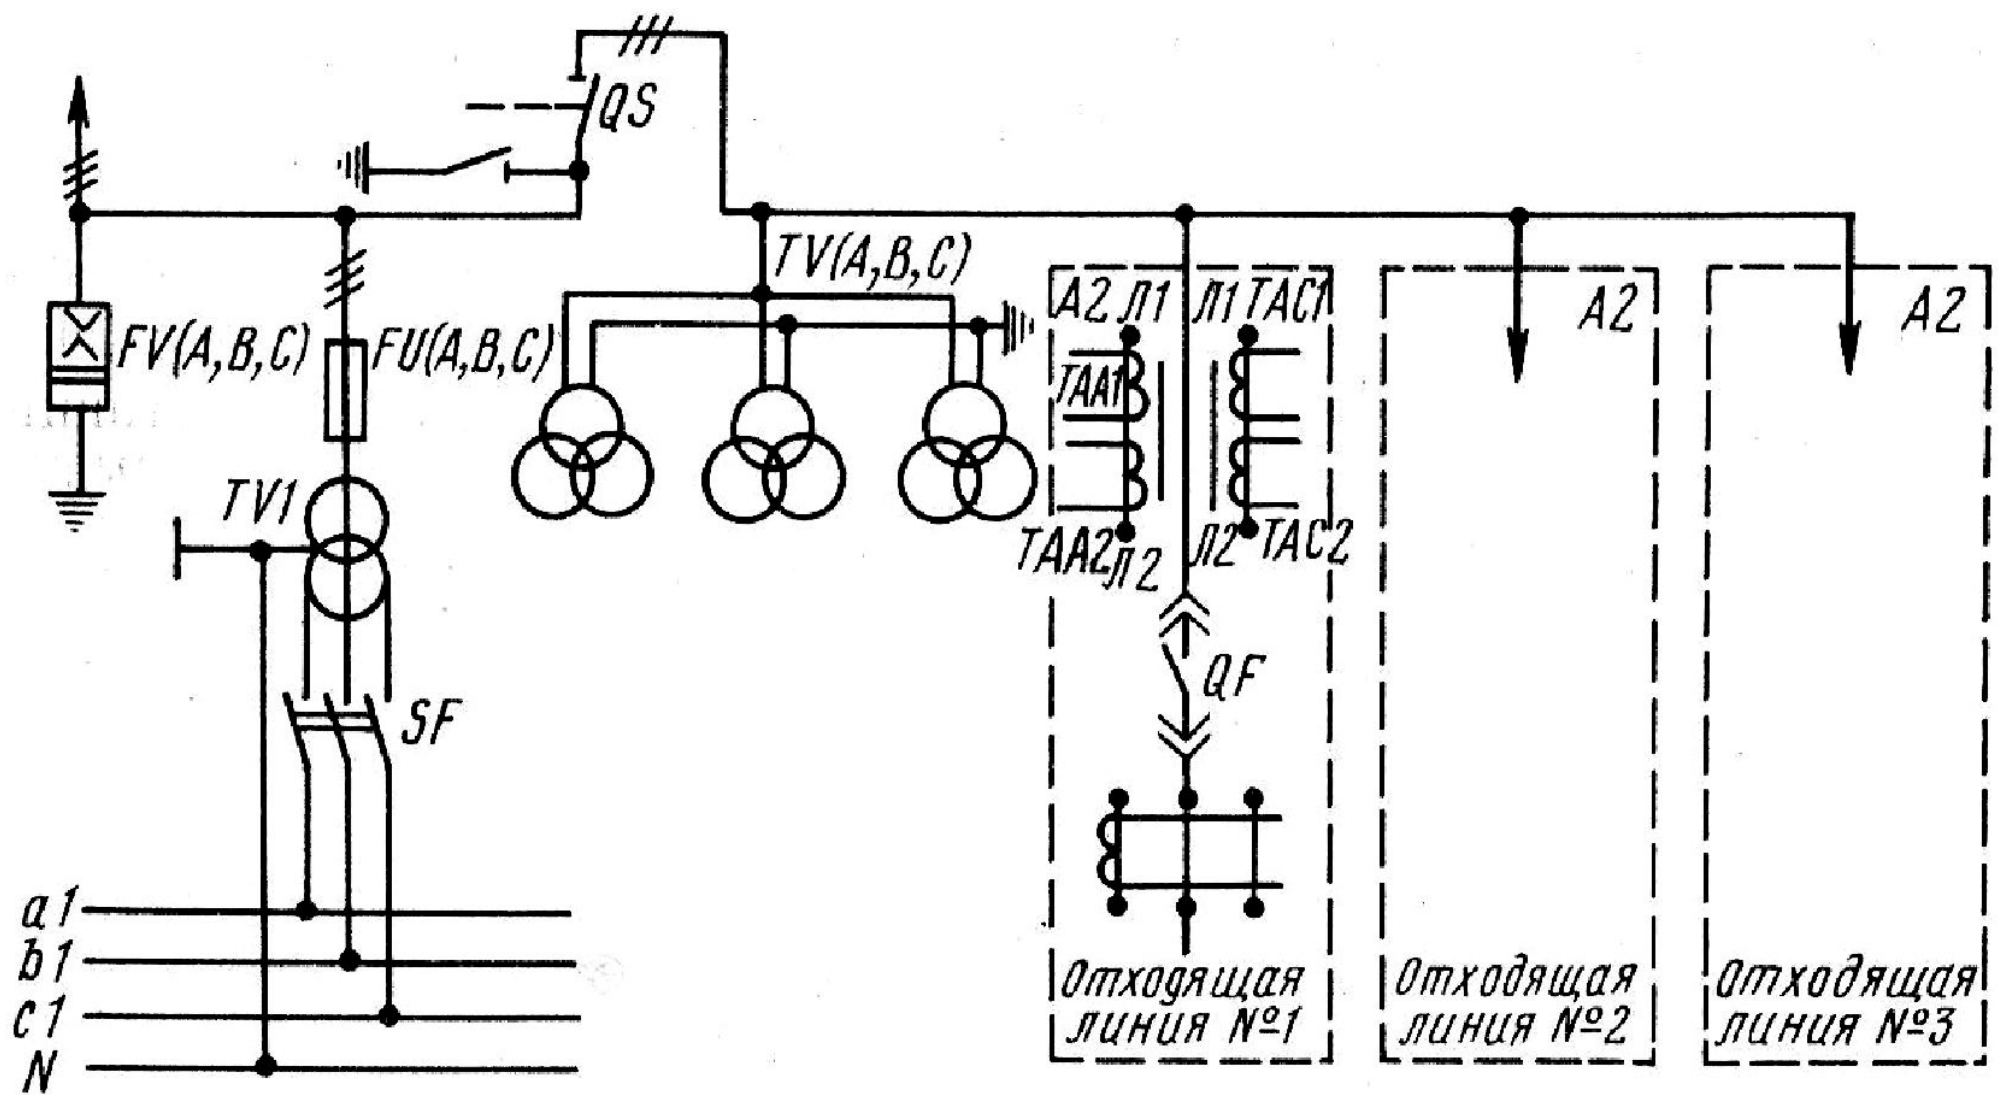 QS
TV(A,B,C)
FV(A,B,C)
FU(A,B,C)
A2
Л1
Л1
TAC1
A2
A2
TAA1
TV1
TAA2
Л2
Л2
TAC2
QF
SF
a1
b1
c1
N
Отходящая
линия №1
Отходящая
линия №2
Отходящая
линия №3